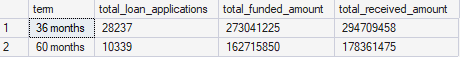 term total_loan_applications total_funded_amount total_received_amount
1 36 months 28237 273041225 294709458
2 60 months 10339 162715850 178361475